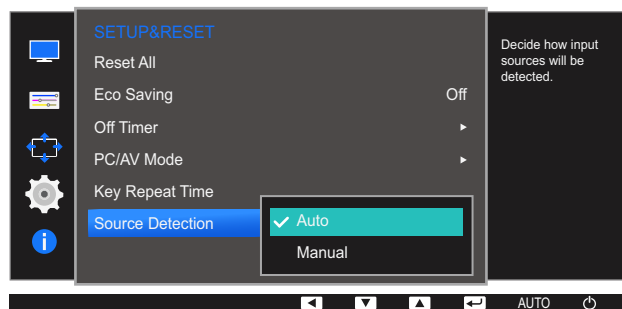 SETUP&RESET
Reset All
Eco Saving Off
Off Timer
PC/AV Mode
Key Repeat Time
Source Detection
Auto
Manual
Decide how input
sources will be
detected.
AUTO